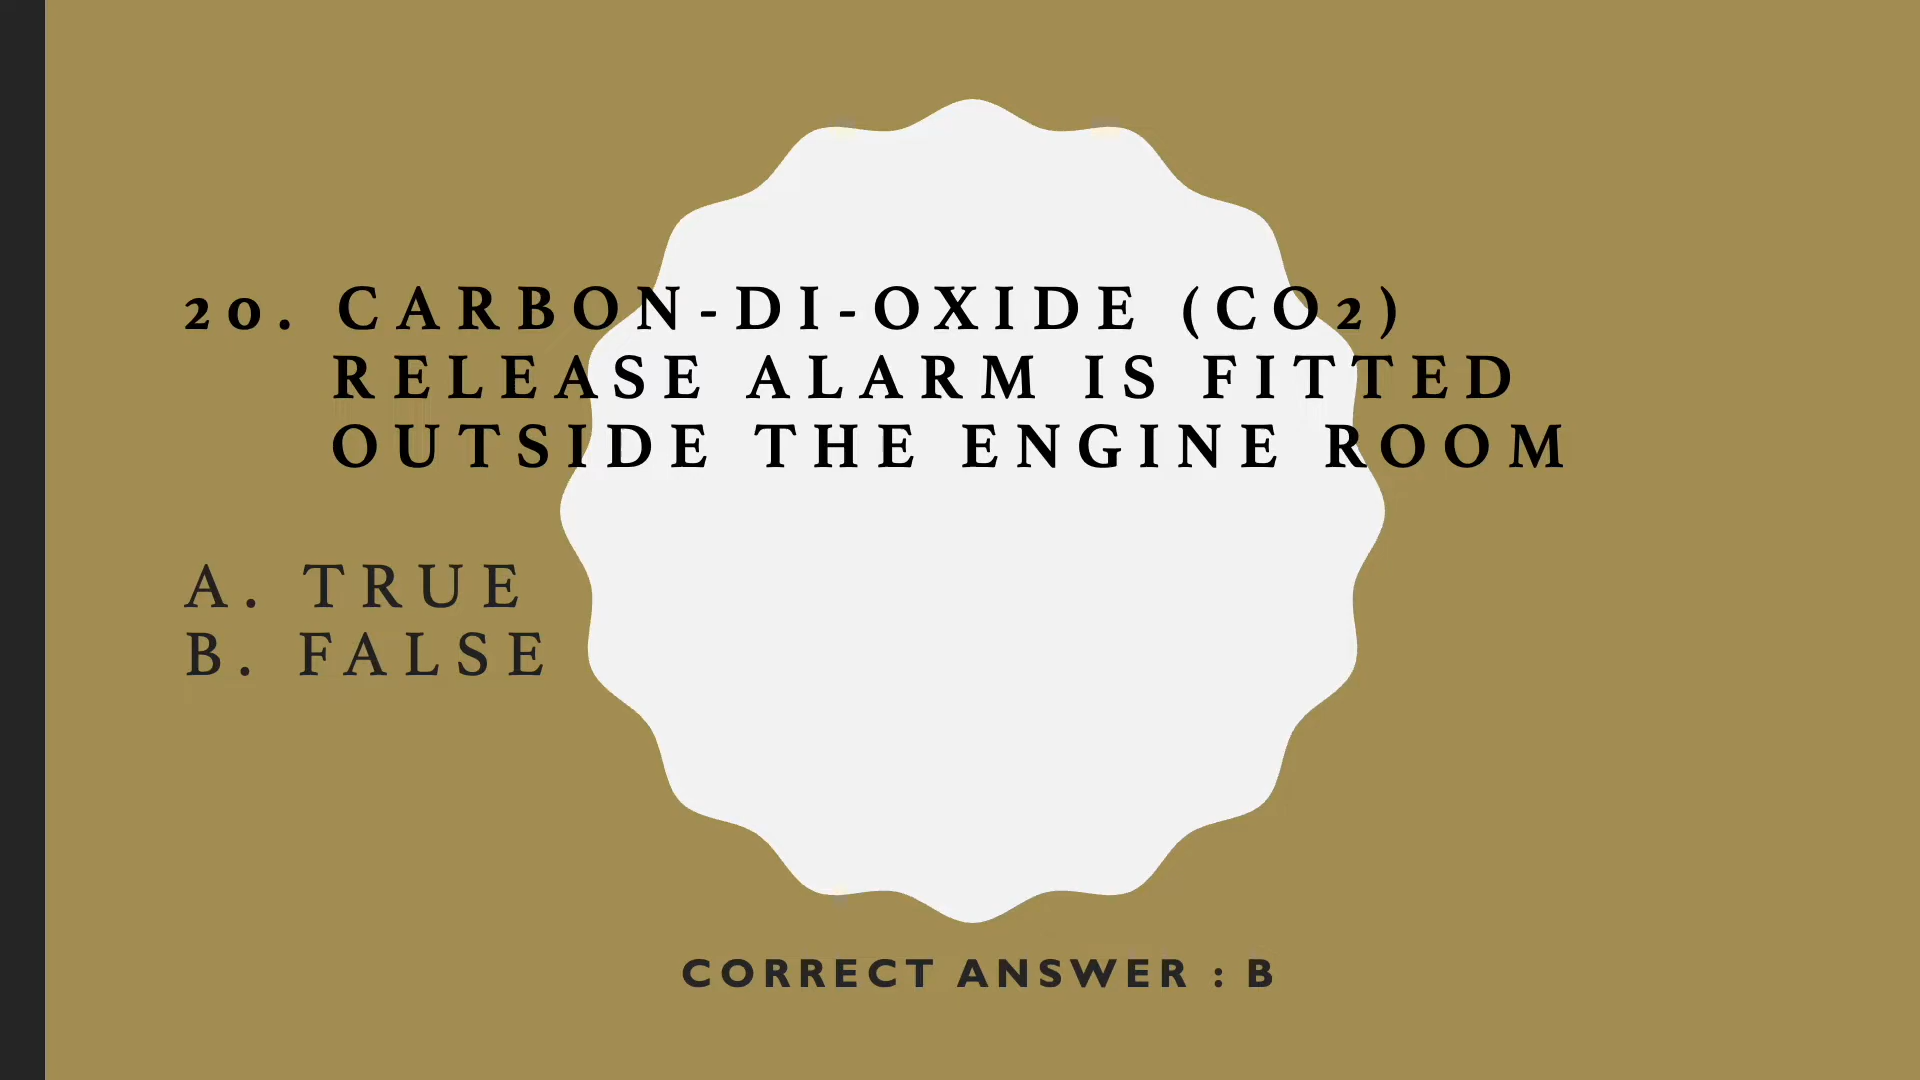 20. CARBON-DI-OXIDE (CO2)
RELEASE ALARM IS FITTED
OUTSIDE THE ENGINE ROOM
A. TRUE
B. FALSE
CORRECT ANSWER : B